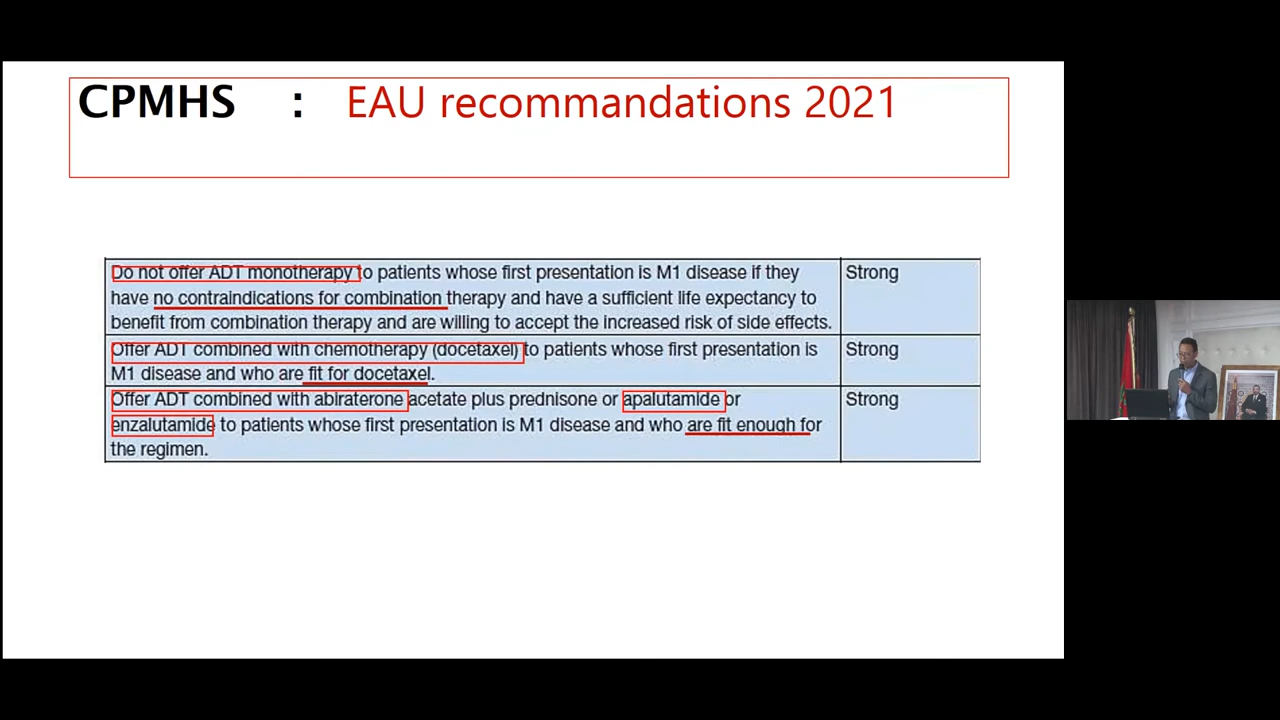 CPMHS : EAU recommandations 2021
Do not offer ADT monotherapy to patients whose first presentation is M1 disease if they
have no contraindications for combination therapy and have a sufficient life expectancy to
benefit from combination therapy and are willing to accept the increased risk of side effects.
Strong
Offer ADT combined with chemotherapy (docetaxel) to patients whose first presentation is
M1 disease and who are fit for docetaxel.
Strong
Offer ADT combined with abiraterone acetate plus prednisone or apalutamide or
enzalutamide to patients whose first presentation is M1 disease and who are fit enough for
the regimen.
Strong